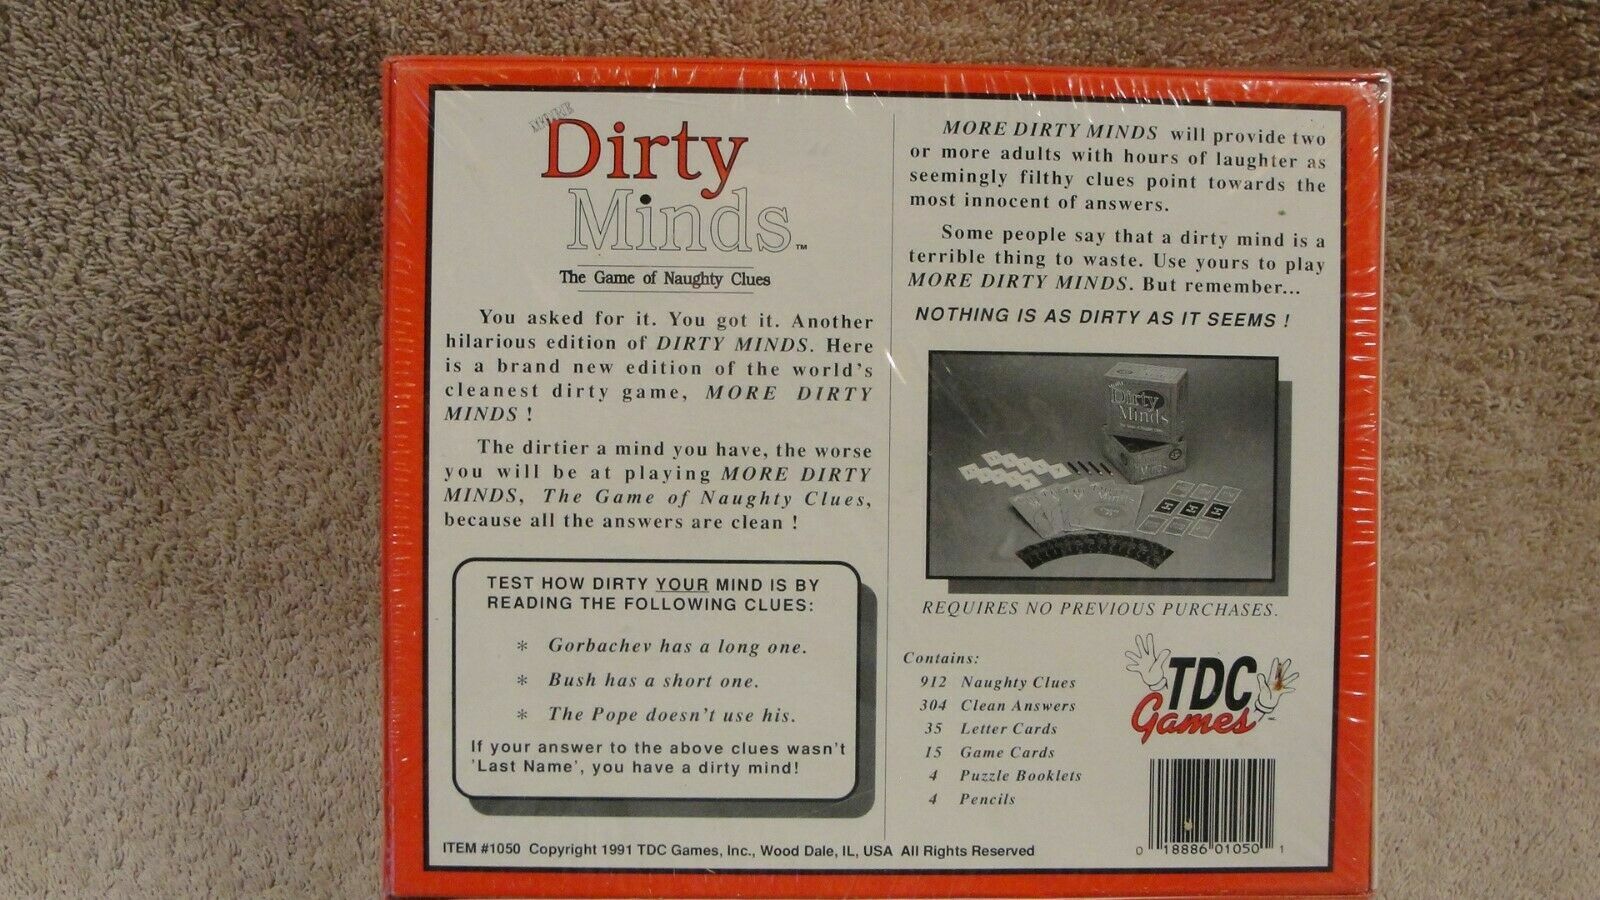 MORE
Dirty
Minds™
The Game of Naughty Clues
You asked for it. You got it. Another
hilarious edition of DIRTY MINDS. Here
is a brand new edition of the world's
cleanest dirty game, MORE DIRTY
MINDS !
The dirtier a mind you have, the worse
you will be at playing MORE DIRTY
MINDS, The Game of Naughty Clues,
because all the answers are clean !
TEST HOW DIRTY YOUR MIND IS BY
READING THE FOLLOWING CLUES:
* Gorbachev has a long one.
* Bush has a short one.
* The Pope doesn't use his.
If your answer to the above clues wasn't
'Last Name', you have a dirty mind!
ITEM #1050 Copyright 1991 TDC Games, Inc., Wood Dale, IL, USA All Rights Reserved
MORE DIRTY MINDS will provide two
or more adults with hours of laughter as
seemingly filthy clues point towards the
most innocent of answers.
Some people say that a dirty mind is a
terrible thing to waste. Use yours to play
MORE DIRTY MINDS. But remember...
NOTHING IS AS DIRTY AS IT SEEMS !
Dirty
Minds
REQUIRES NO PREVIOUS PURCHASES.
Contains:
912 Naughty Clues
304 Clean Answers
35 Letter Cards
15 Game Cards
4 Puzzle Booklets
4 Pencils
TDC
Games
0 18886 01050 1